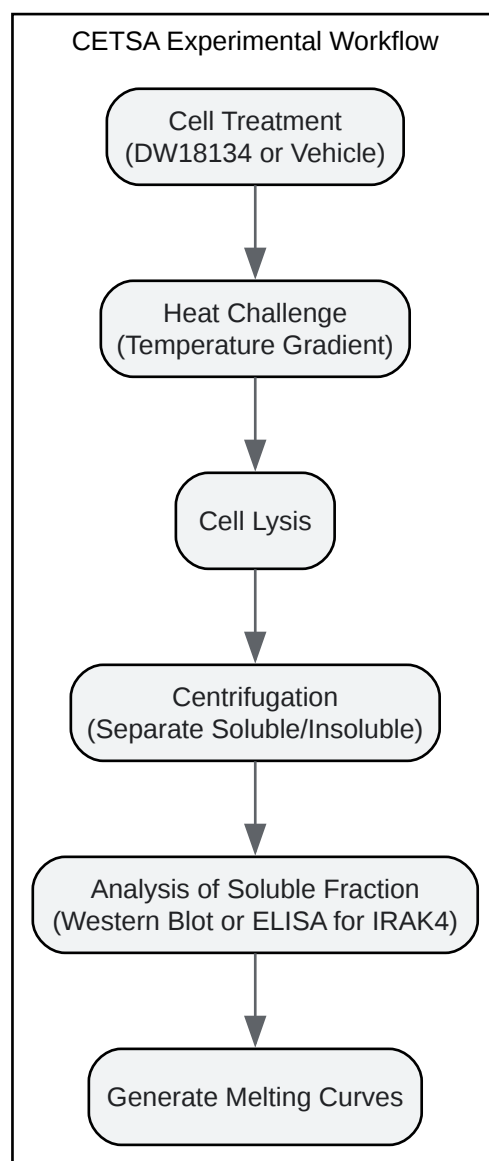 CETSA Experimental Workflow
Cell Treatment
(DW18134 or Vehicle)
Heat Challenge
(Temperature Gradient)
Cell Lysis
Centrifugation
(Separate Soluble/Insoluble)
Analysis of Soluble Fraction
(Western Blot or ELISA for IRAK4)
Generate Melting Curves